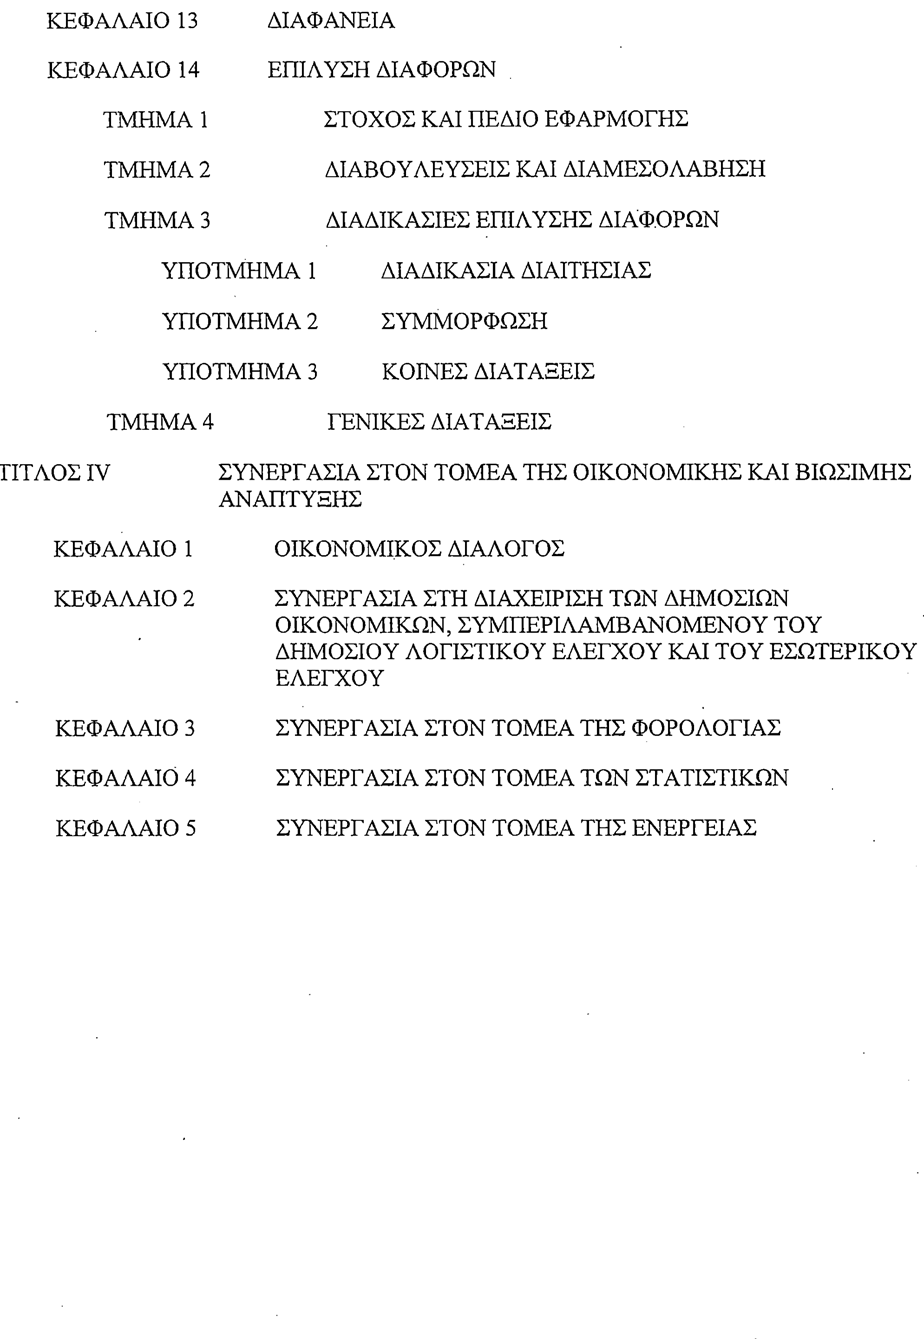 ΚΕΦΑΛΑΙΟ 13 ΔΙΑΦΑΝΕΙΑ
ΚΕΦΑΛΑΙΟ 14 ΕΠΙΛΥΣΗ ΔΙΑΦΟΡΩΝ
ΤΜΗΜΑ 1 ΣΤΟΧΟΣ ΚΑΙ ΠΕΔΙΟ ΕΦΑΡΜΟΓΗΣ
ΤΜΗΜΑ 2 ΔΙΑΒΟΥΛΕΥΣΕΙΣ ΚΑΙ ΔΙΑΜΕΣΟΛΑΒΗΣΗ
ΤΜΗΜΑ 3 ΔΙΑΔΙΚΑΣΙΕΣ ΕΠΙΛΥΣΗΣ ΔΙΑΦΟΡΩΝ
ΥΠΟΤΜΗΜΑ 1 ΔΙΑΔΙΚΑΣΙΑ ΔΙΑΙΤΗΣΙΑΣ
ΥΠΟΤΜΗΜΑ 2 ΣΥΜΜΟΡΦΩΣΗ
ΥΠΟΤΜΗΜΑ 3 ΚΟΙΝΕΣ ΔΙΑΤΑΞΕΙΣ
ΤΜΗΜΑ 4 ΓΕΝΙΚΕΣ ΔΙΑΤΑΞΕΙΣ
ΤΙΤΛΟΣ IV ΣΥΝΕΡΓΑΣΙΑ ΣΤΟΝ ΤΟΜΕΑ ΤΗΣ ΟΙΚΟΝΟΜΙΚΗΣ ΚΑΙ ΒΙΩΣΙΜΗΣ
ΑΝΑΠΤΥΞΗΣ
ΚΕΦΑΛΑΙΟ 1 ΟΙΚΟΝΟΜΙΚΟΣ ΔΙΑΛΟΓΟΣ
ΚΕΦΑΛΑΙΟ 2 ΣΥΝΕΡΓΑΣΙΑ ΣΤΗ ΔΙΑΧΕΙΡΙΣΗ ΤΩΝ ΔΗΜΟΣΙΩΝ
ΟΙΚΟΝΟΜΙΚΩΝ, ΣΥΜΠΕΡΙΛΑΜΒΑΝΟΜΕΝΟΥ ΤΟΥ
ΔΗΜΟΣΙΟΥ ΛΟΓΙΣΤΙΚΟΥ ΕΛΕΓΧΟΥ ΚΑΙ ΤΟΥ ΕΣΩΤΕΡΙΚΟΥ
ΕΛΕΓΧΟΥ
ΚΕΦΑΛΑΙΟ 3 ΣΥΝΕΡΓΑΣΙΑ ΣΤΟΝ ΤΟΜΕΑ ΤΗΣ ΦΟΡΟΛΟΓΙΑΣ
ΚΕΦΑΛΑΙΟ 4 ΣΥΝΕΡΓΑΣΙΑ ΣΤΟΝ ΤΟΜΕΑ ΤΩΝ ΣΤΑΤΙΣΤΙΚΩΝ
ΚΕΦΑΛΑΙΟ 5 ΣΥΝΕΡΓΑΣΙΑ ΣΤΟΝ ΤΟΜΕΑ ΤΗΣ ΕΝΕΡΓΕΙΑΣ